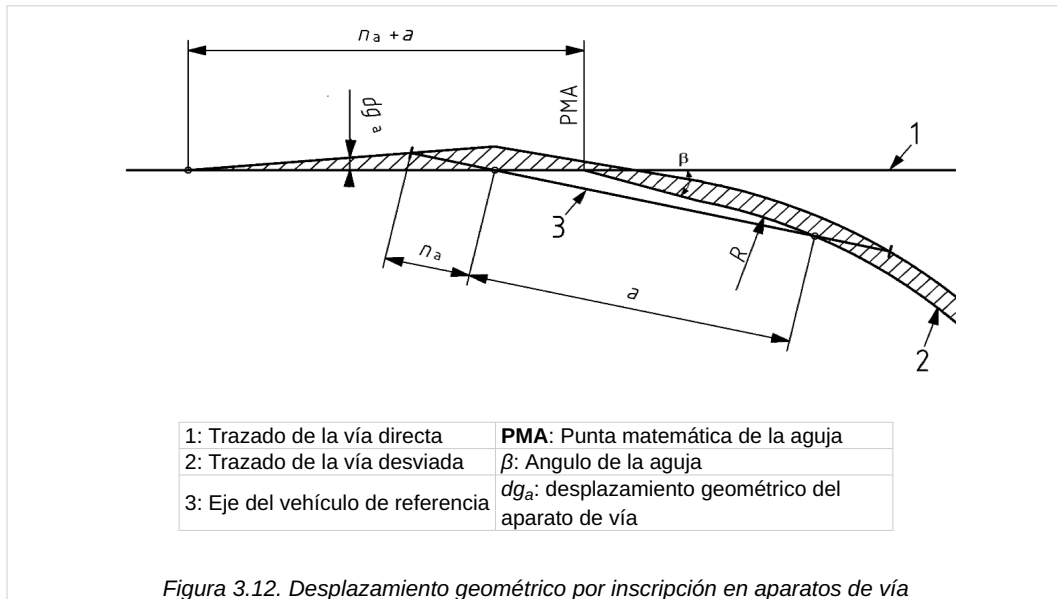 nₐ + a
dgₐ
PMA
1
β
3
nₐ
a
R
2
1: Trazado de la vía directa PMA: Punta matemática de la aguja
2: Trazado de la vía desviada β: Angulo de la aguja
3: Eje del vehículo de referencia dgₐ: desplazamiento geométrico del
aparato de vía
Figura 3.12. Desplazamiento geométrico por inscripción en aparatos de vía